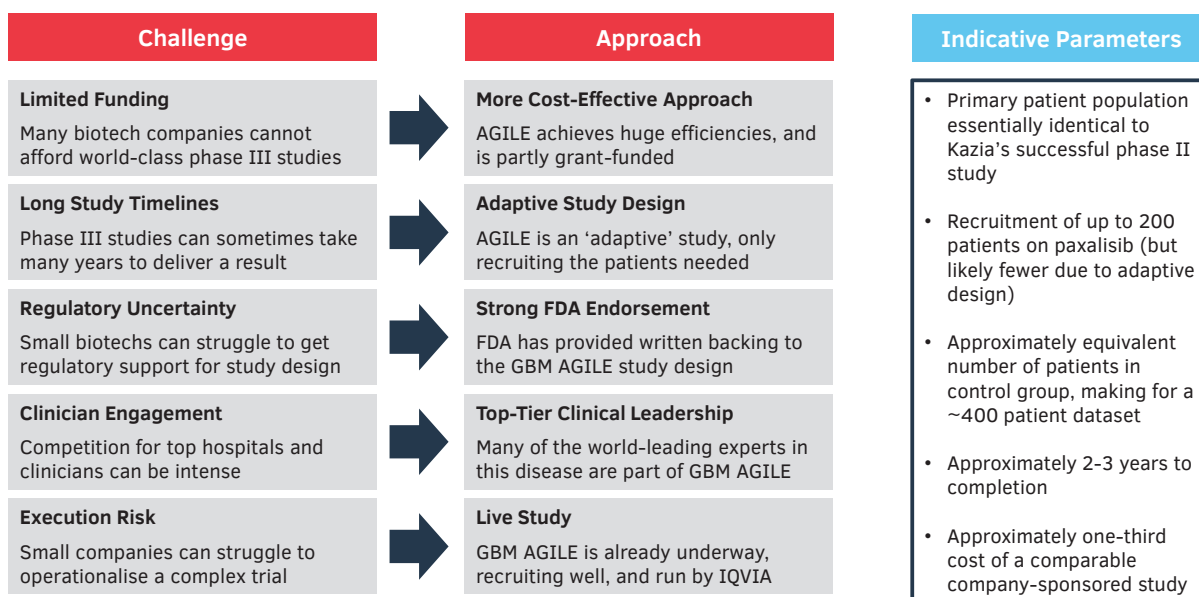 Challenge
Approach
Indicative Parameters
Limited Funding
Many biotech companies cannot
afford world-class phase III studies
More Cost-Effective Approach
AGILE achieves huge efficiencies, and
is partly grant-funded
Long Study Timelines
Phase III studies can sometimes take
many years to deliver a result
Adaptive Study Design
AGILE is an ‘adaptive’ study, only
recruiting the patients needed
Regulatory Uncertainty
Small biotechs can struggle to get
regulatory support for study design
Strong FDA Endorsement
FDA has provided written backing to
the GBM AGILE study design
Clinician Engagement
Competition for top hospitals and
clinicians can be intense
Top-Tier Clinical Leadership
Many of the world-leading experts in
this disease are part of GBM AGILE
Execution Risk
Small companies can struggle to
operationalise a complex trial
Live Study
GBM AGILE is already underway,
recruiting well, and run by IQVIA
• Primary patient population
essentially identical to
Kazia’s successful phase II
study
• Recruitment of up to 200
patients on paxalisib (but
likely fewer due to adaptive
design)
• Approximately equivalent
number of patients in
control group, making for a
~400 patient dataset
• Approximately 2-3 years to
completion
• Approximately one-third
cost of a comparable
company-sponsored study